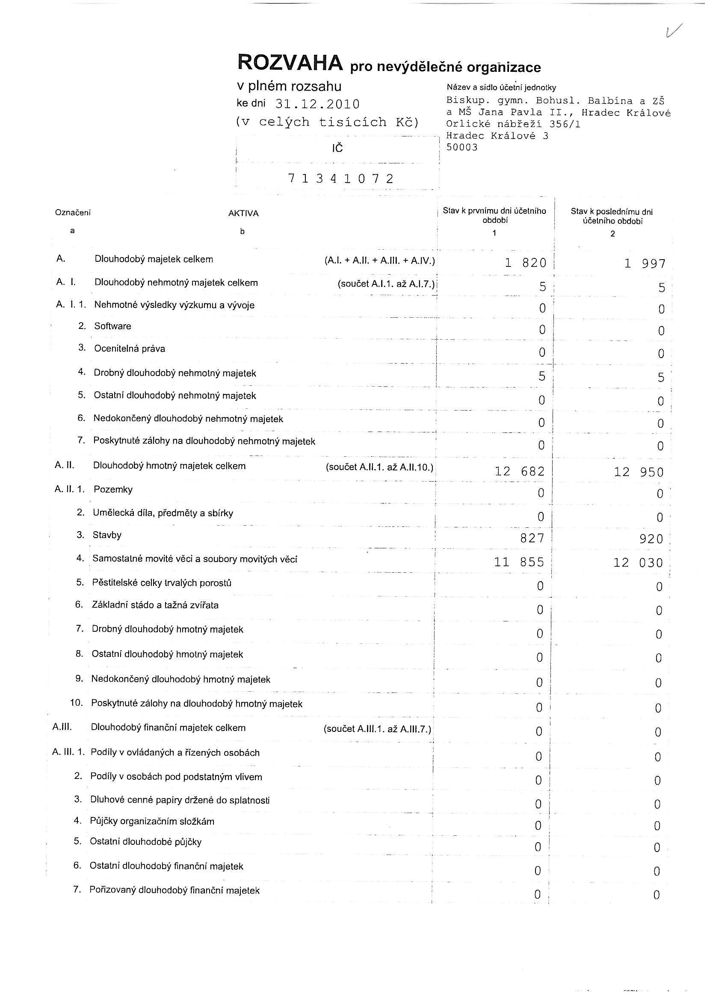 ROZVAHA pro nevýdělečné organizace
v plném rozsahu
ke dni 31.12.2010
(v celých tisících Kč)
Název a sídlo účetní jednotky
Biskup. gymn. Bohusl. Balbína a ZŠ
a MŠ Jana Pavla II., Hradec Králové
Orlické nábřeží 356/1
Hradec Králové 3
50003
IČ
7 1 3 4 1 0 7 2
Označení AKTIVA Stav k prvnímu dni účetního období Stav k poslednímu dni účetního období
a b 1 2
A. Dlouhodobý majetek celkem (A.I. + A.II. + A.III. + A.IV.) 1 820 1 997
A. I. Dlouhodobý nehmotný majetek celkem (součet A.I.1. až A.I.7.) 5 5
A. I. 1. Nehmotné výsledky výzkumu a vývoje 0 0
2. Software 0 0
3. Ocenitelná práva 0 0
4. Drobný dlouhodobý nehmotný majetek 5 5
5. Ostatní dlouhodobý nehmotný majetek 0 0
6. Nedokončený dlouhodobý nehmotný majetek 0 0
7. Poskytnuté zálohy na dlouhodobý nehmotný majetek 0 0
A. II. Dlouhodobý hmotný majetek celkem (součet A.II.1. až A.II.10.) 12 682 12 950
A. II. 1. Pozemky 0 0
2. Umělecká díla, předměty a sbírky 0 0
3. Stavby 827 920
4. Samostatné movité věci a soubory movitých věcí 11 855 12 030
5. Pěstitelské celky trvalých porostů 0 0
6. Základní stádo a tažná zvířata 0 0
7. Drobný dlouhodobý hmotný majetek 0 0
8. Ostatní dlouhodobý hmotný majetek 0 0
9. Nedokončený dlouhodobý hmotný majetek 0 0
10. Poskytnuté zálohy na dlouhodobý hmotný majetek 0 0
A.III. Dlouhodobý finanční majetek celkem (součet A.III.1. až A.III.7.) 0 0
A. III. 1. Podíly v ovládaných a řízených osobách 0 0
2. Podíly v osobách pod podstatným vlivem 0 0
3. Dluhové cenné papíry držené do splatnosti 0 0
4. Půjčky organizačním složkám 0 0
5. Ostatní dlouhodobé půjčky 0 0
6. Ostatní dlouhodobý finanční majetek 0 0
7. Pořizovaný dlouhodobý finanční majetek 0 0